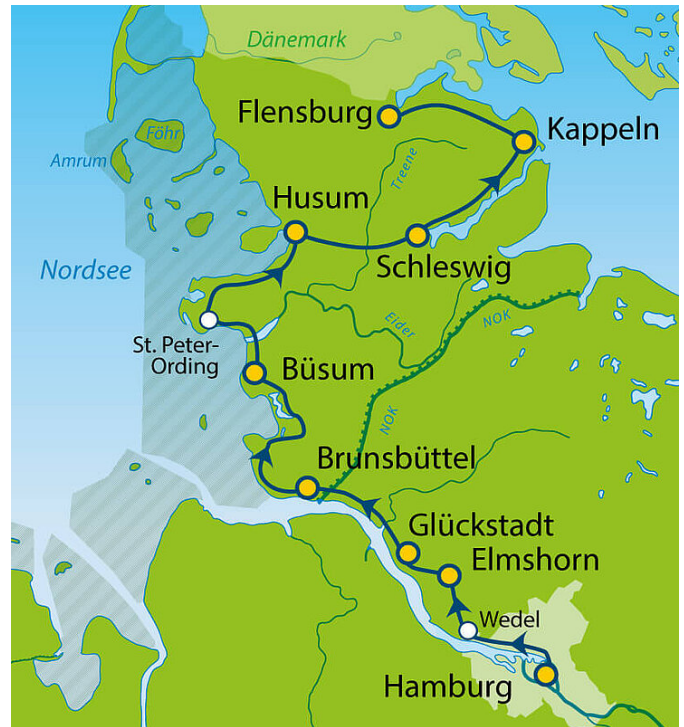 Dänemark
Flensburg
Kappeln
Föhr
Amrum
Treene
Husum
Schleswig
Nordsee
St. Peter-
Ording
Eider
NOK
Büsum
NOK
Brunsbüttel
Glückstadt
Elmshorn
Wedel
Hamburg